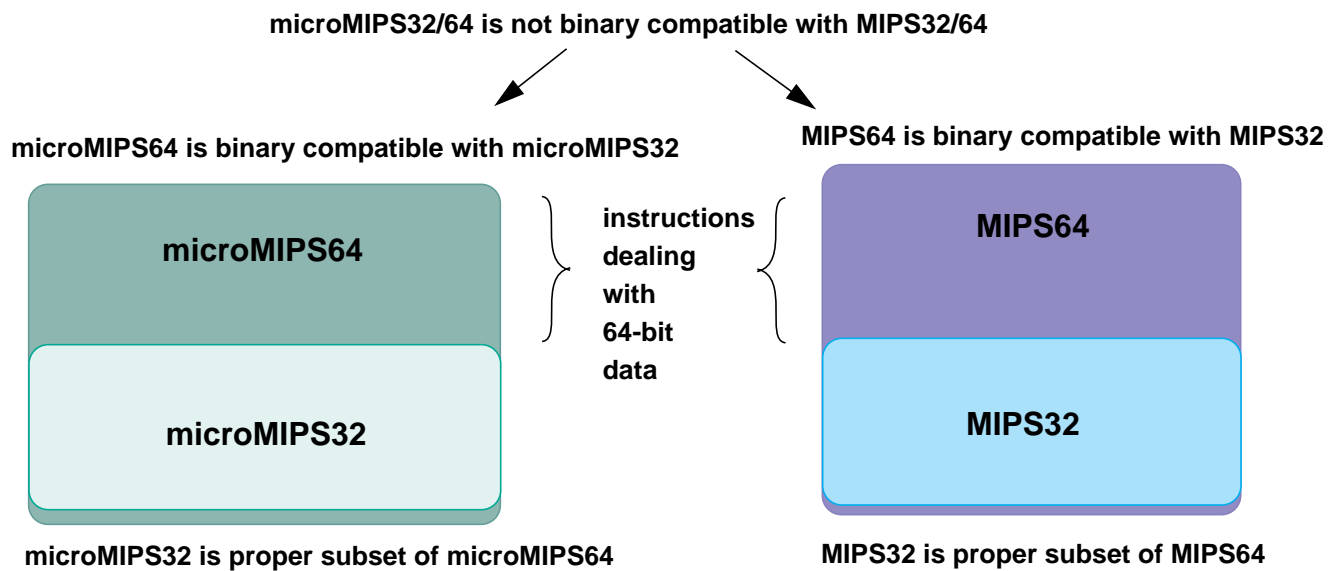 microMIPS32/64 is not binary compatible with MIPS32/64
microMIPS64 is binary compatible with microMIPS32
MIPS64 is binary compatible with MIPS32
microMIPS64
instructions
dealing
with
64-bit
data
MIPS64
microMIPS32
MIPS32
microMIPS32 is proper subset of microMIPS64
MIPS32 is proper subset of MIPS64